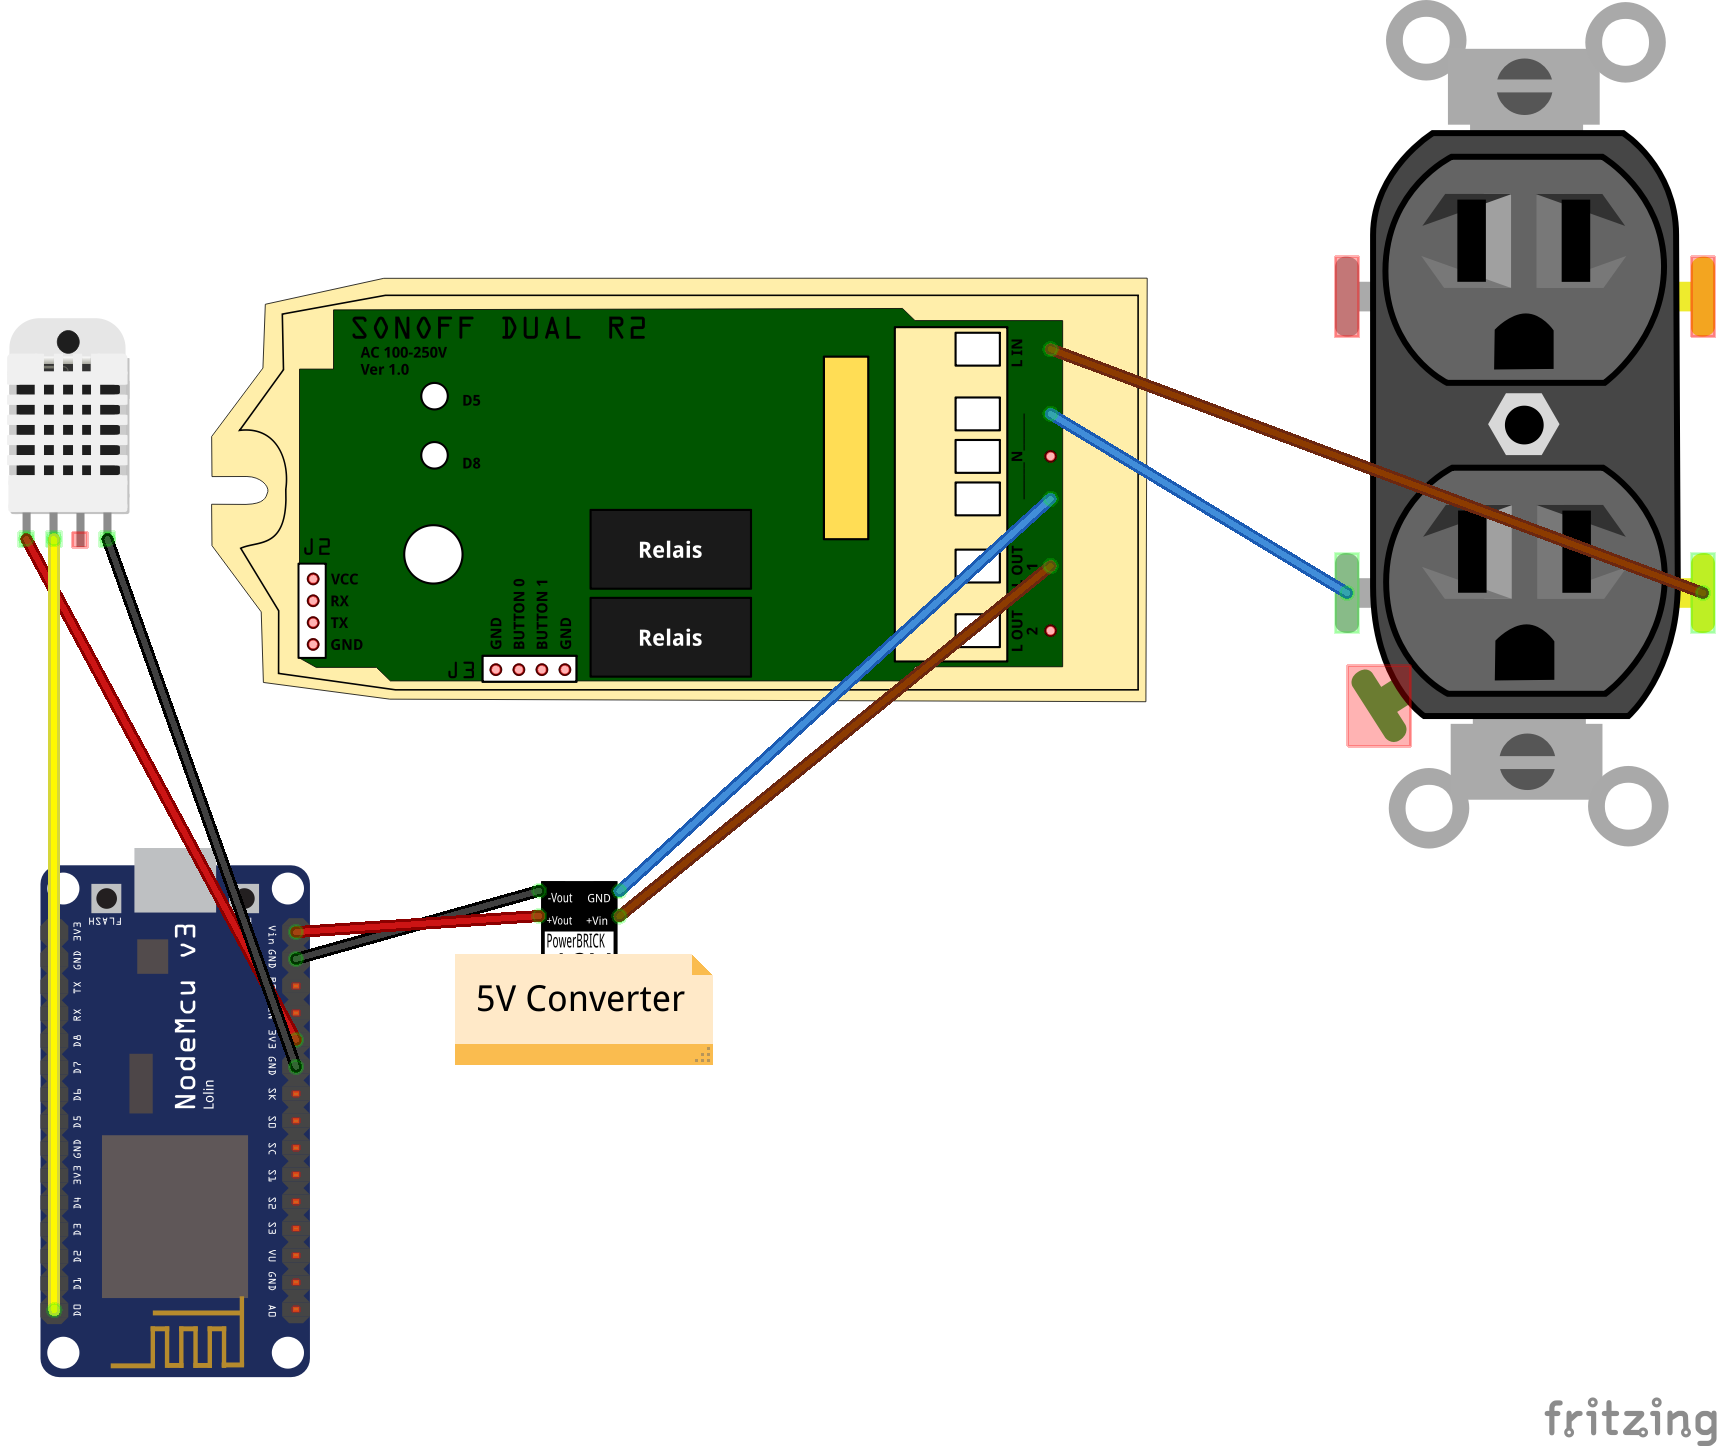 SONOFF DUAL R2
AC 100-250V
Ver 1.0
D5
D8
L IN
N
L OUT
1
L OUT
2
Relais
Relais
J2
VCC
RX
TX
GND
J3
GND
BUTTON 0
BUTTON 1
GND
-Vout
GND
+Vout
+Vin
PowerBRICK
5V Converter
FLASH
NodeMcu v3
Lolin
3V3
GND
TX
RX
D8
D7
D6
D5
GND
3V3
D4
D3
D2
D1
D0
Vin
GND
3V3
GND
SK
SO
SC
S1
S2
S3
VU
GND
A0
fritzing